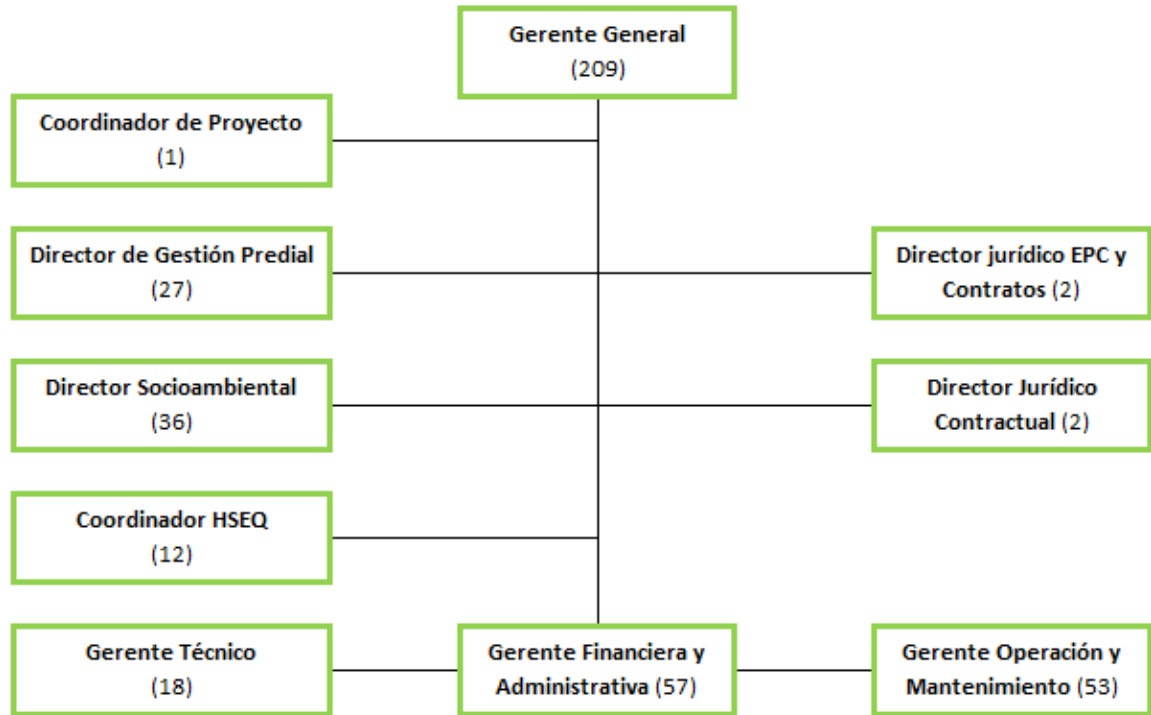 Gerente General
(209)
Coordinador de Proyecto
(1)
Director de Gestión Predial
(27)
Director jurídico EPC y
Contratos (2)
Director Socioambiental
(36)
Director Jurídico
Contractual (2)
Coordinador HSEQ
(12)
Gerente Técnico
(18)
Gerente Financiera y
Administrativa (57)
Gerente Operación y
Mantenimiento (53)